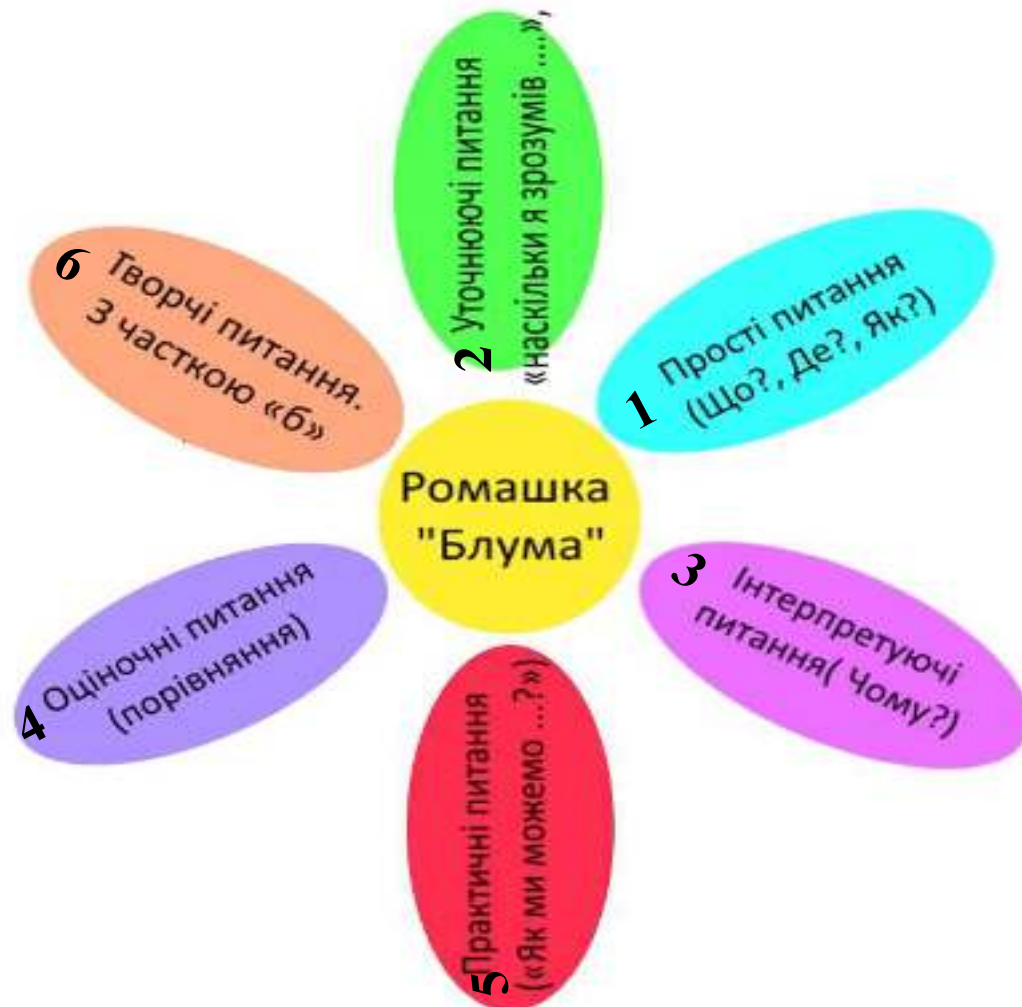 Ромашка
"Блума"
1 Прості питання
(Що?, Де?, Як?)
2 Уточнюючі питання
«наскільки я зрозумів ....»,
3 Інтерпретуючі
питання( Чому?)
4 Оціночні питання
(порівняння)
5 Практичні питання
(«Як ми можемо ...?»)
6 Творчі питання.
З часткою «б»